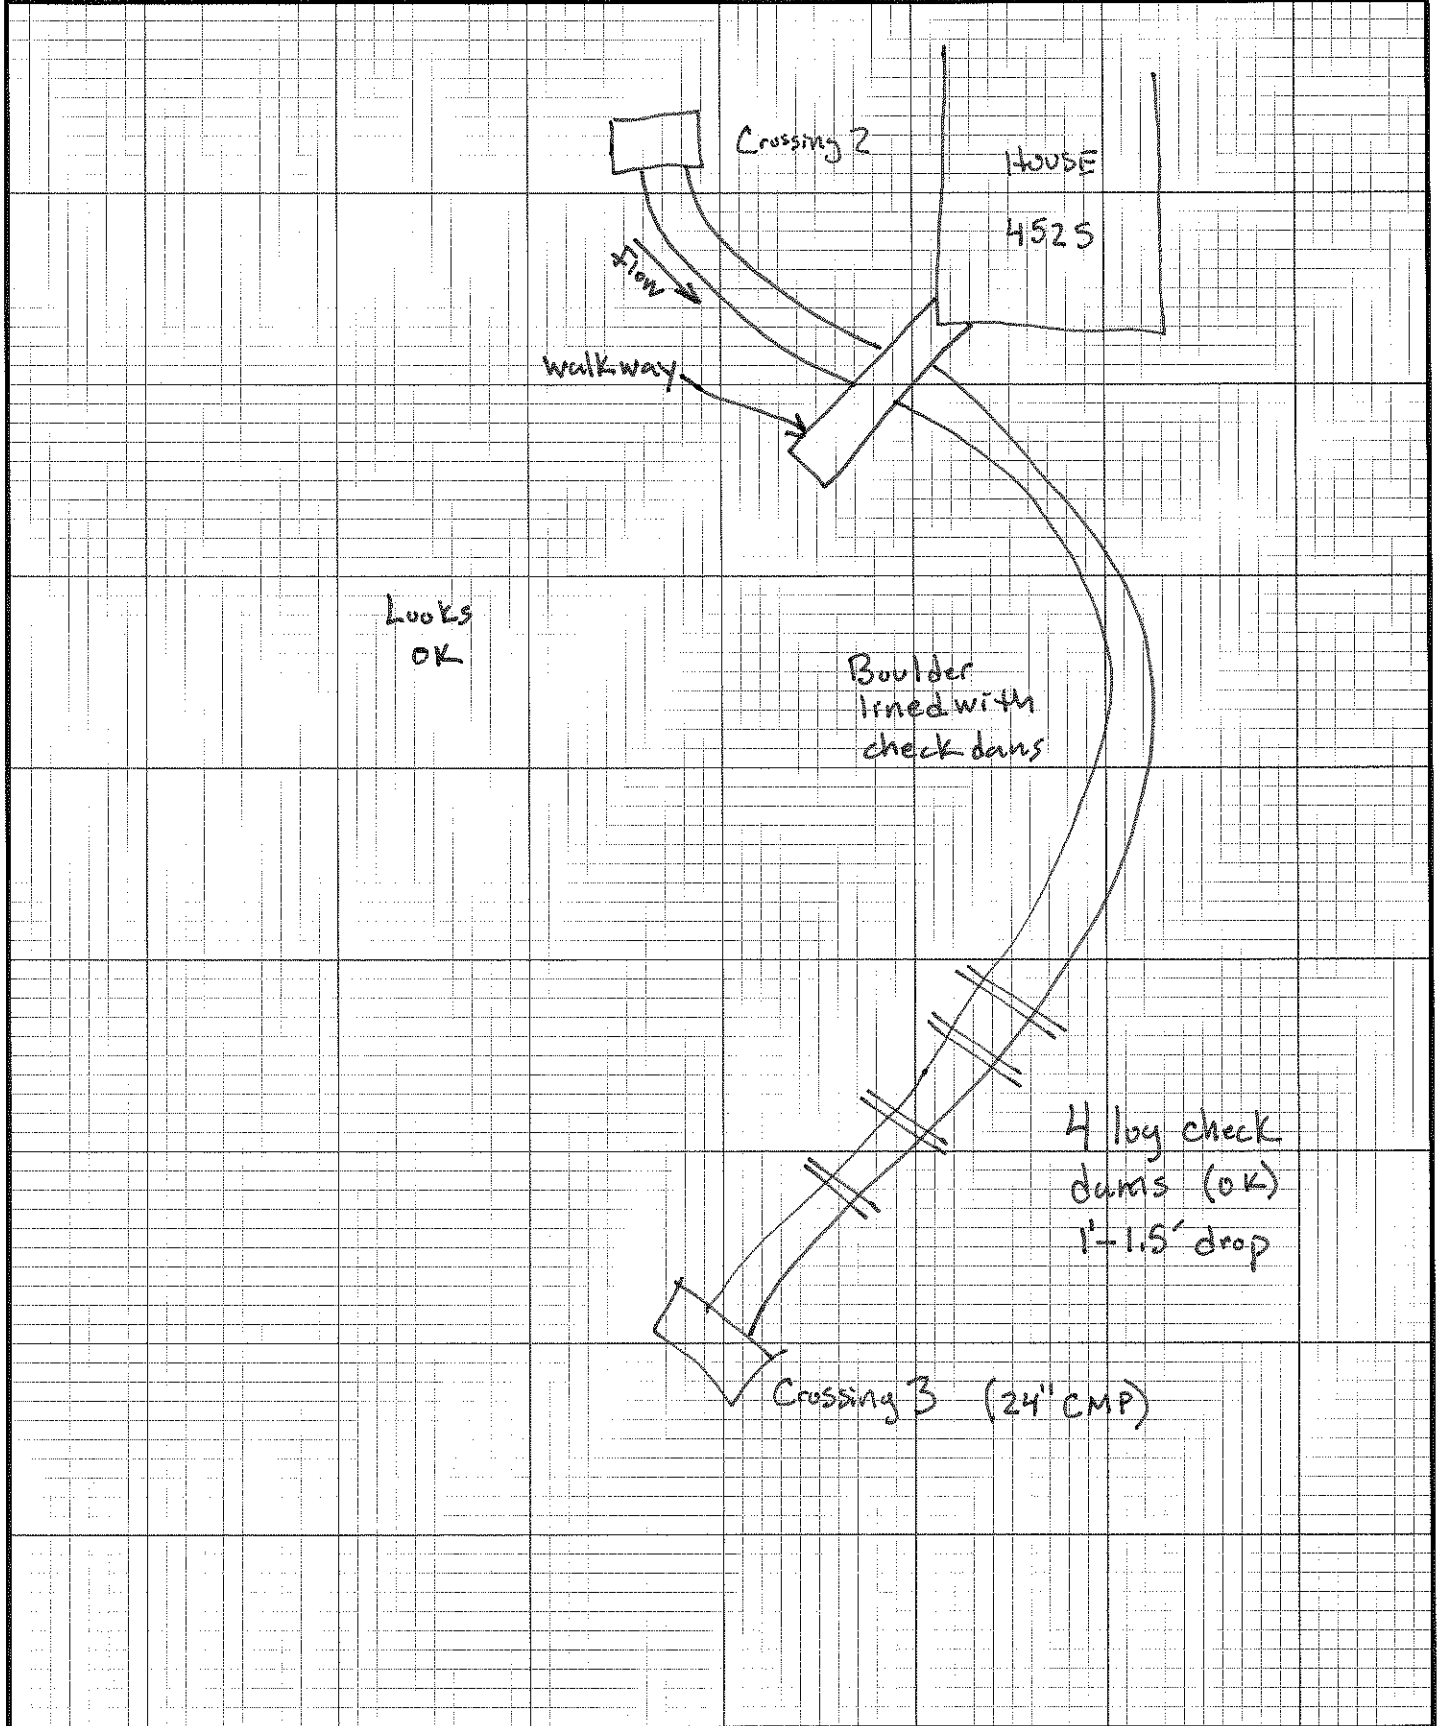 Crossing 2
HOUSE
4525
Flow
walkway
Looks
OK
Boulder
lined with
check dams
4 log check
dams (OK)
1'-1.5' drop
Crossing 3 (24" CMP)